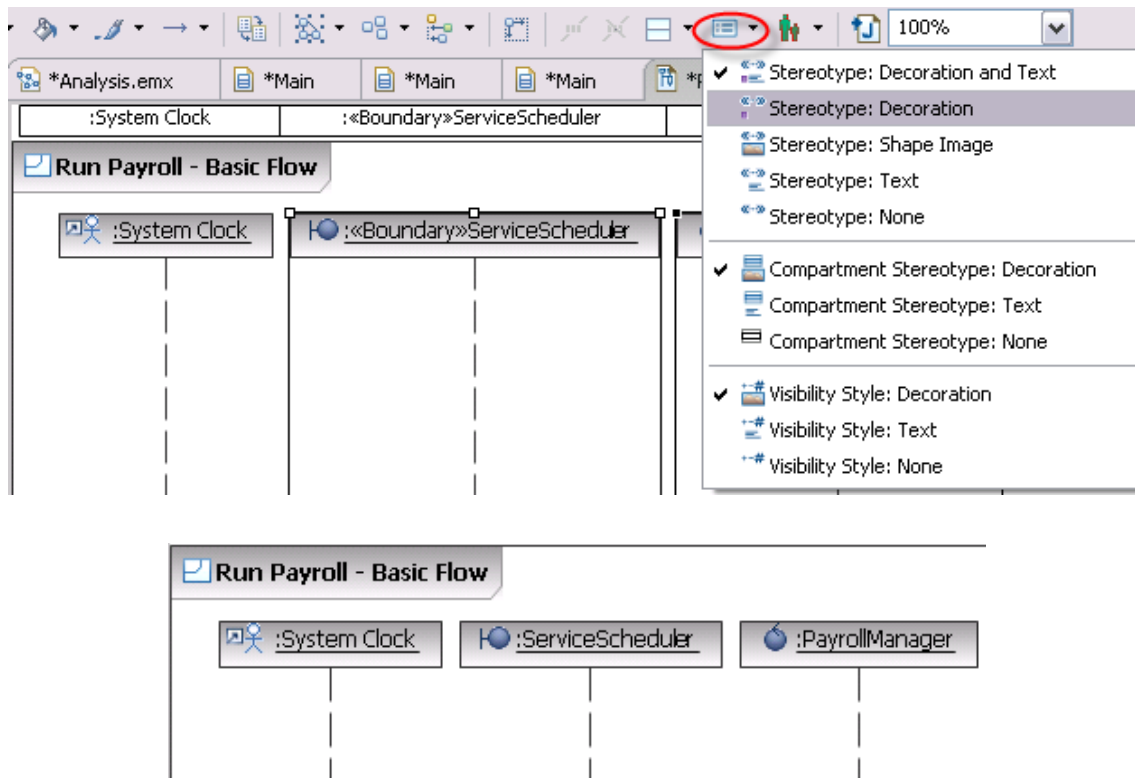 100%
*Analysis.emx *Main *Main *Main
:System Clock :«Boundary»ServiceScheduler
Run Payroll - Basic Flow
:System Clock :«Boundary»ServiceScheduler
Stereotype: Decoration and Text
Stereotype: Decoration
Stereotype: Shape Image
Stereotype: Text
Stereotype: None
Compartment Stereotype: Decoration
Compartment Stereotype: Text
Compartment Stereotype: None
Visibility Style: Decoration
Visibility Style: Text
Visibility Style: None
Run Payroll - Basic Flow
:System Clock :ServiceScheduler :PayrollManager